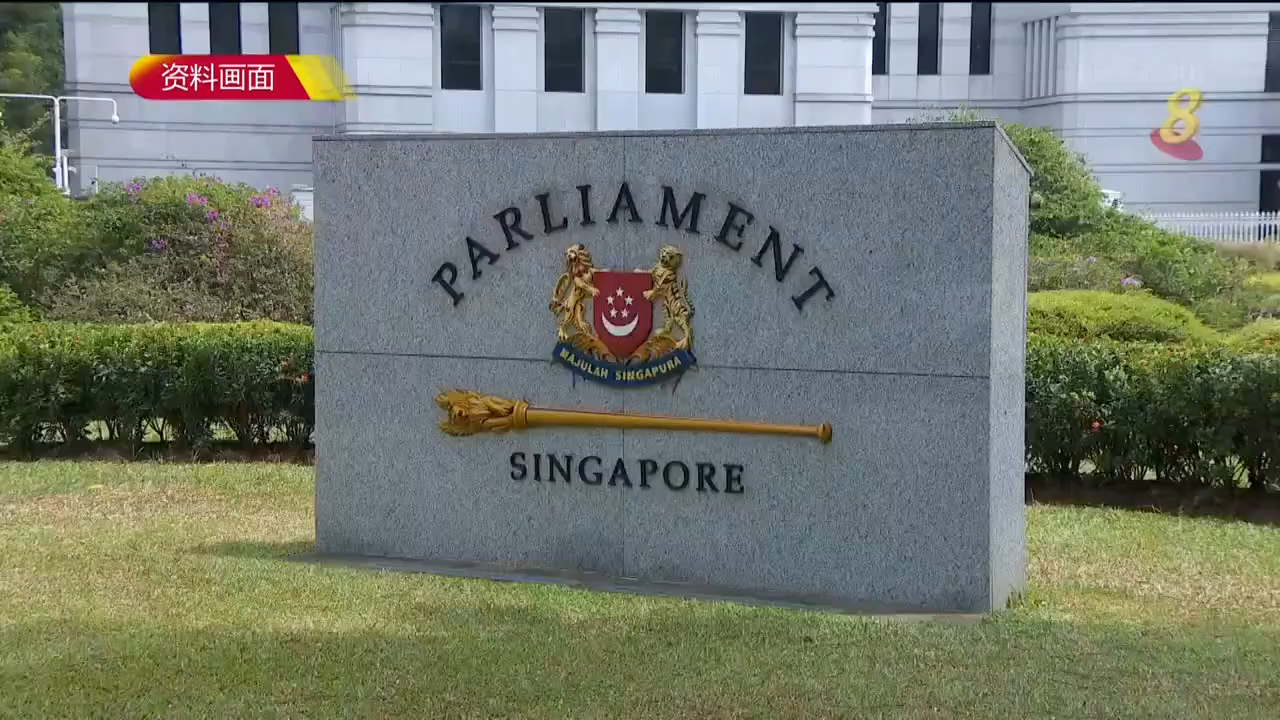 资料画面
8
PARLIAMENT
MAJULAH SINGAPURA
SINGAPORE